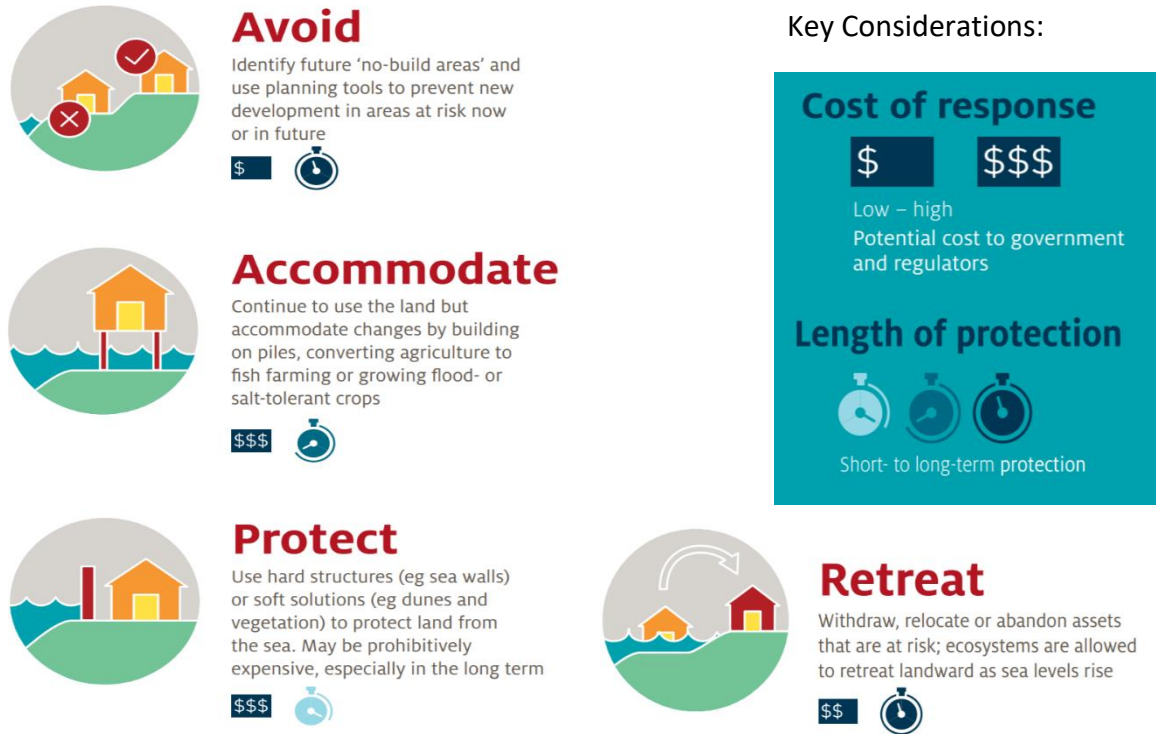 Avoid
Identify future ‘no-build areas’ and
use planning tools to prevent new
development in areas at risk now
or in future
$
Accommodate
Continue to use the land but
accommodate changes by building
on piles, converting agriculture to
fish farming or growing flood- or
salt-tolerant crops
$$$
Protect
Use hard structures (eg sea walls)
or soft solutions (eg dunes and
vegetation) to protect land from
the sea. May be prohibitively
expensive, especially in the long term
$$$
Key Considerations:
Cost of response
$ $$$
Low – high
Potential cost to government
and regulators
Length of protection
Short- to long-term protection
Retreat
Withdraw, relocate or abandon assets
that are at risk; ecosystems are allowed
to retreat landward as sea levels rise
$$